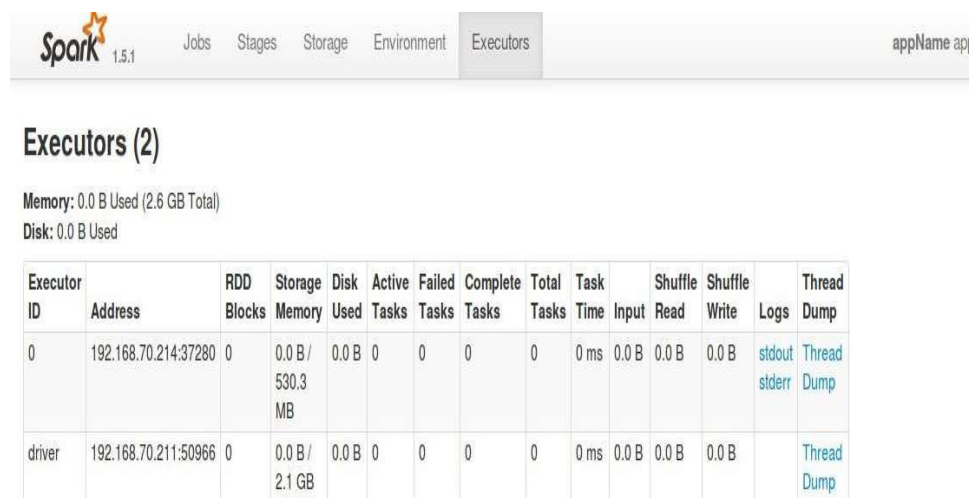 Spark 1.5.1 Jobs Stages Storage Environment Executors appName ap
Executors (2)
Memory: 0.0 B Used (2.6 GB Total)
Disk: 0.0 B Used
Executor ID Address RDD Blocks Storage Memory Disk Used Active Tasks Failed Tasks Complete Tasks Total Tasks Task Time Input Shuffle Read Shuffle Write Logs Thread Dump
0 192.168.70.214:37280 0 0.0 B / 530.3 MB 0.0 B 0 0 0 0 0 ms 0.0 B 0.0 B 0.0 B stdout stderr Thread Dump
driver 192.168.70.211:50966 0 0.0 B / 2.1 GB 0.0 B 0 0 0 0 0 ms 0.0 B 0.0 B 0.0 B Thread Dump